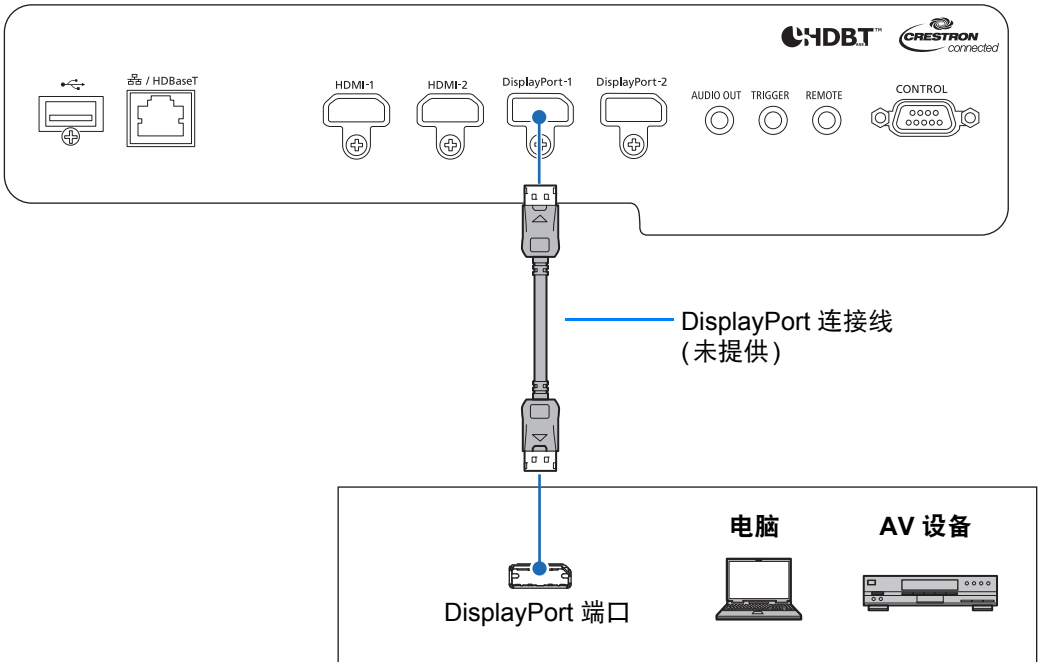 HDBT™
CRESTRON
connected
/ HDBaseT
HDMI-1
HDMI-2
DisplayPort-1
DisplayPort-2
AUDIO OUT
TRIGGER
REMOTE
CONTROL
DisplayPort 连接线
(未提供)
电脑
AV 设备
DisplayPort 端口